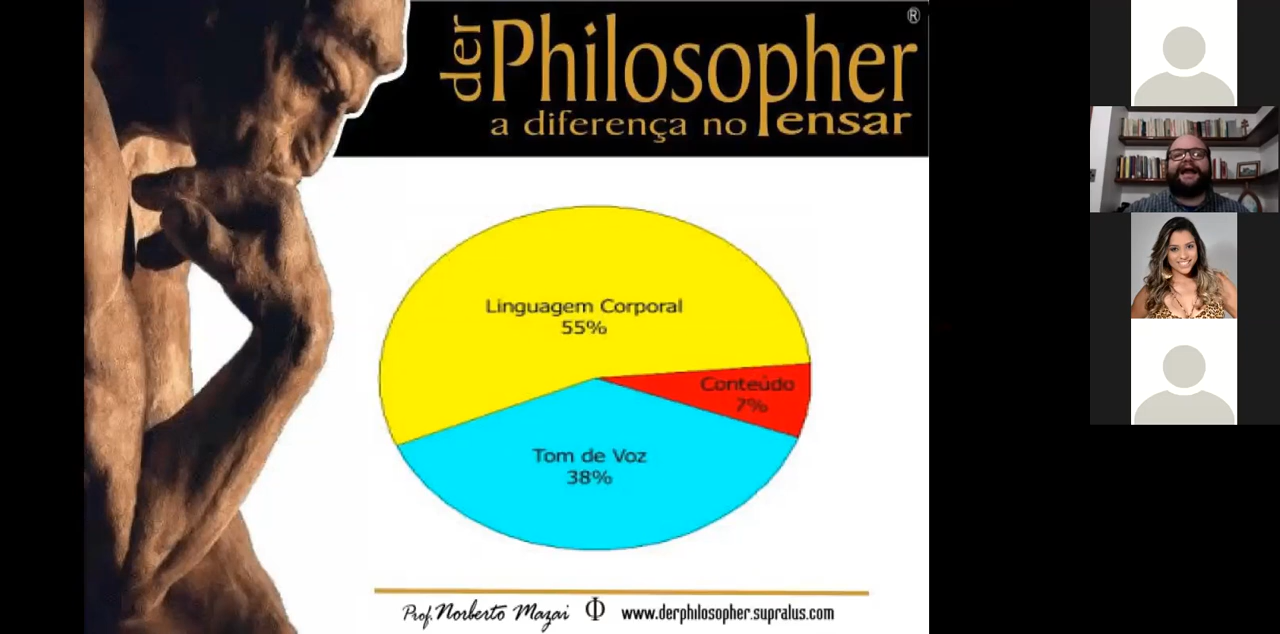 der Philosopher ®
a diferença no Pensar
Linguagem Corporal
55%
Conteúdo
7%
Tom de Voz
38%
Prof. Norberto Mazai Φ www.derphilosopher.supralus.com